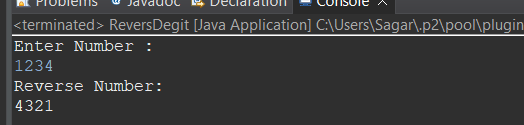 Problems Javadoc Declaration Console
<terminated> ReversDegit [Java Application] C:\Users\Sagar\.p2\pool\plugin
Enter Number :
1234
Reverse Number:
4321